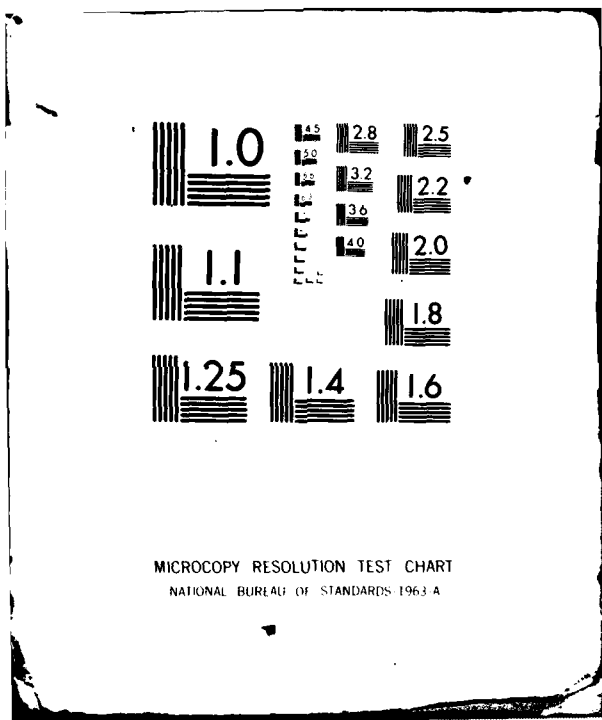 1.0
4.5 2.8 2.5
5.0
3.2 2.2
3.6
1.1 4.0 2.0
1.8
1.25 1.4 1.6
MICROCOPY RESOLUTION TEST CHART
NATIONAL BUREAU OF STANDARDS-1963-A